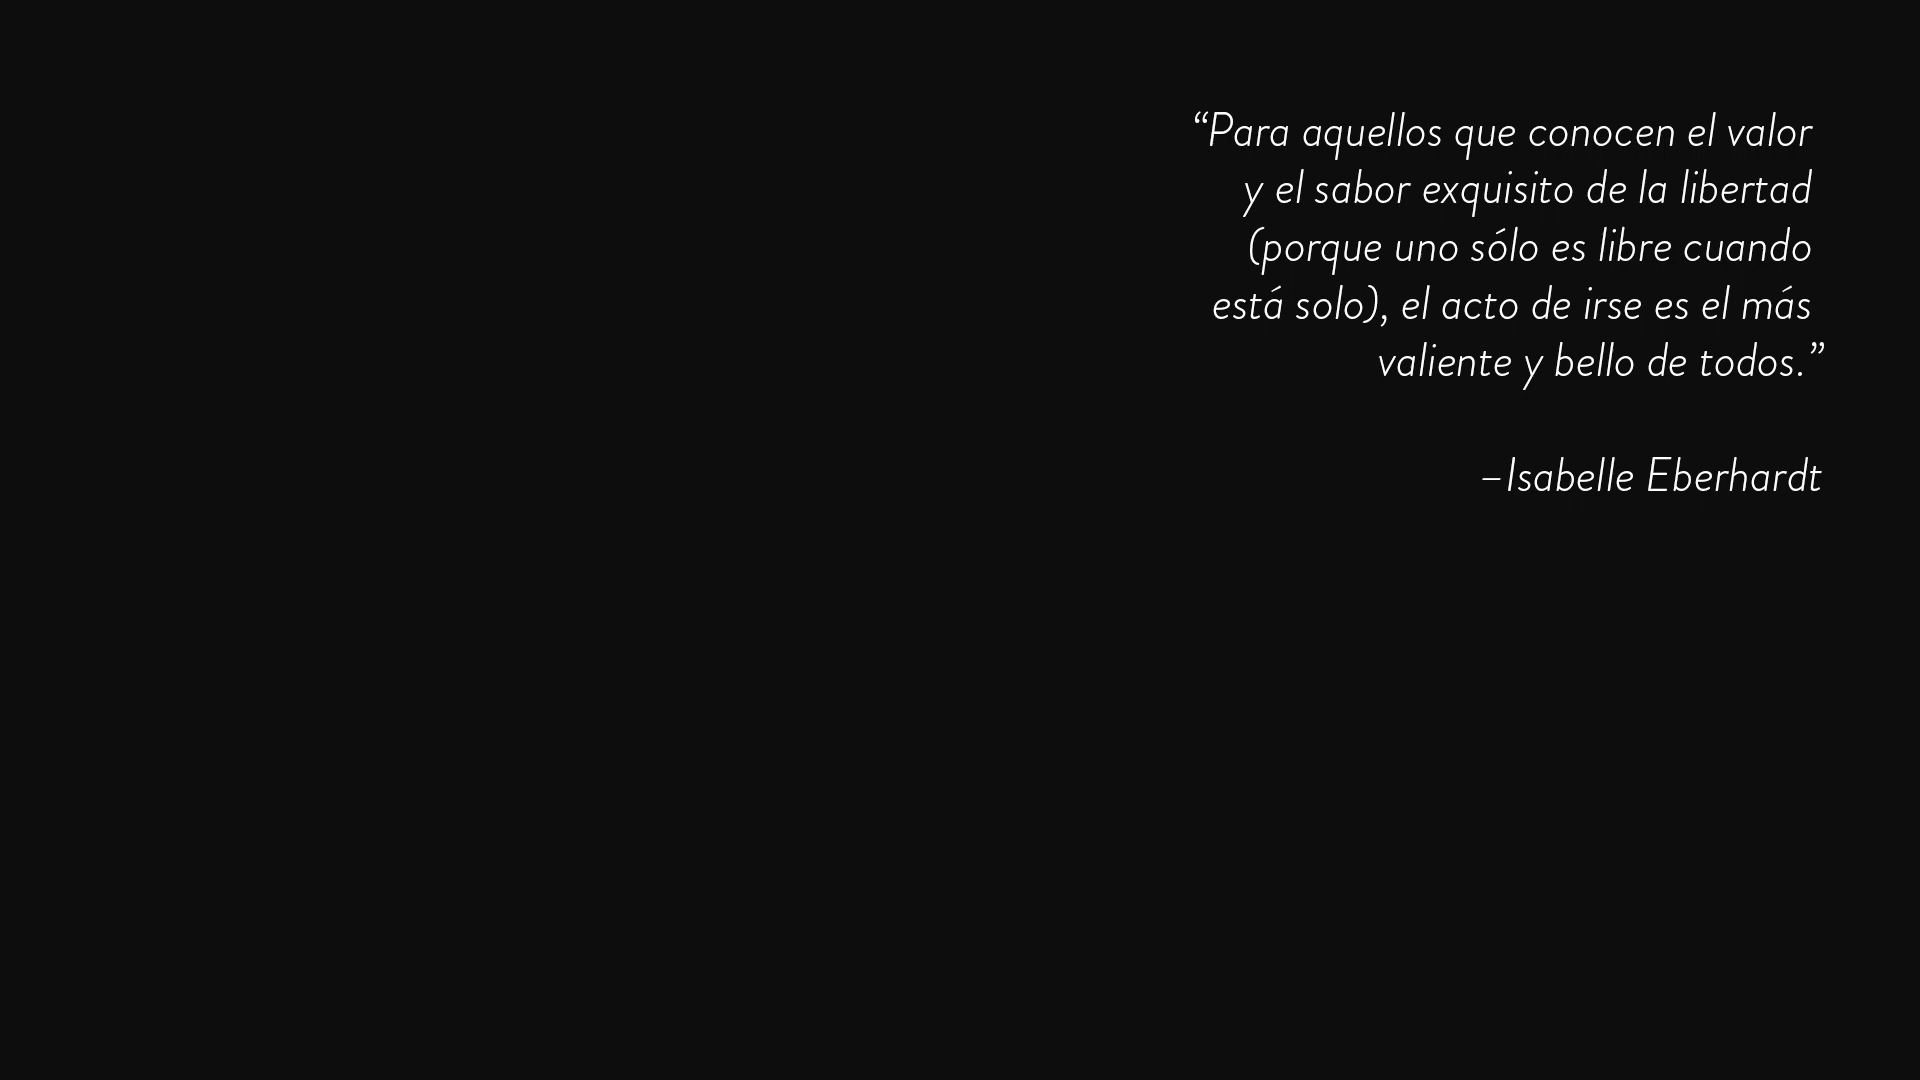 “Para aquellos que conocen el valor
y el sabor exquisito de la libertad
(porque uno sólo es libre cuando
está solo), el acto de irse es el más
valiente y bello de todos.”
–Isabelle Eberhardt